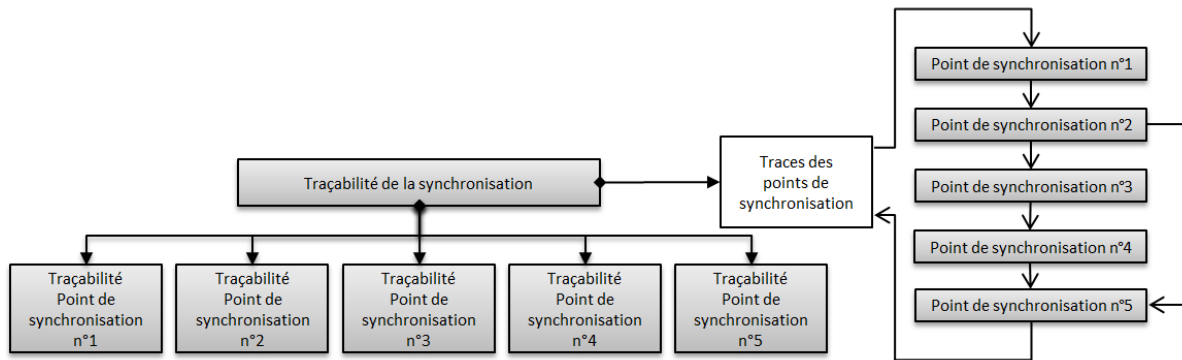 Point de synchronisation n°1
Point de synchronisation n°2
Traces des
points de
synchronisation
Traçabilité de la synchronisation
Point de synchronisation n°3
Point de synchronisation n°4
Point de synchronisation n°5
Traçabilité
Point de
synchronisation
n°1
Traçabilité
Point de
synchronisation
n°2
Traçabilité
Point de
synchronisation
n°3
Traçabilité
Point de
synchronisation
n°4
Traçabilité
Point de
synchronisation
n°5